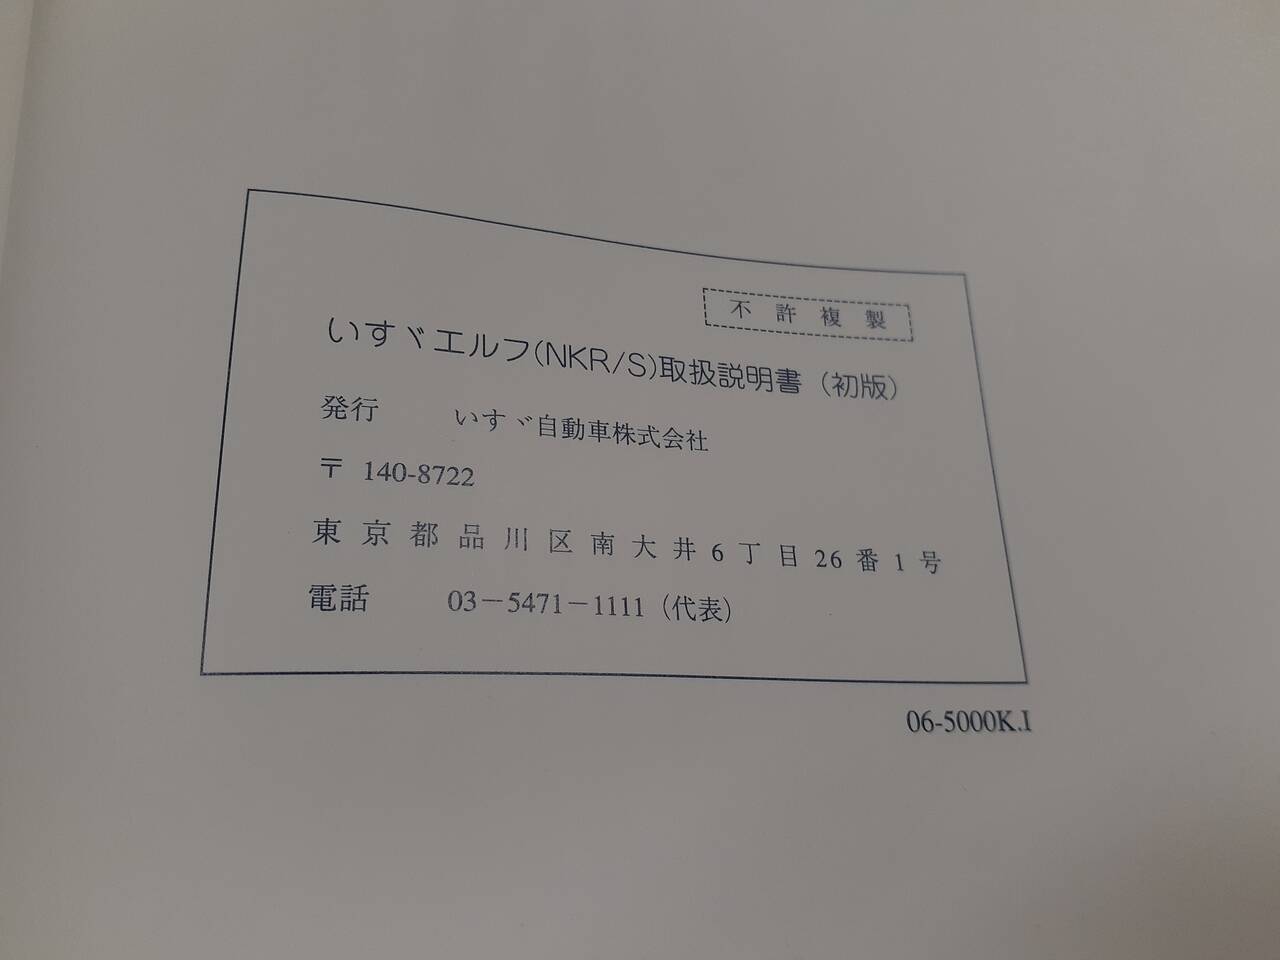 不許複製
いすゞエルフ(NKR/S)取扱説明書（初版）
発行　いすゞ自動車株式会社
〒 140-8722
東京都品川区南大井6丁目26番1号
電話　03－5471－1111（代表）
06-5000K.I